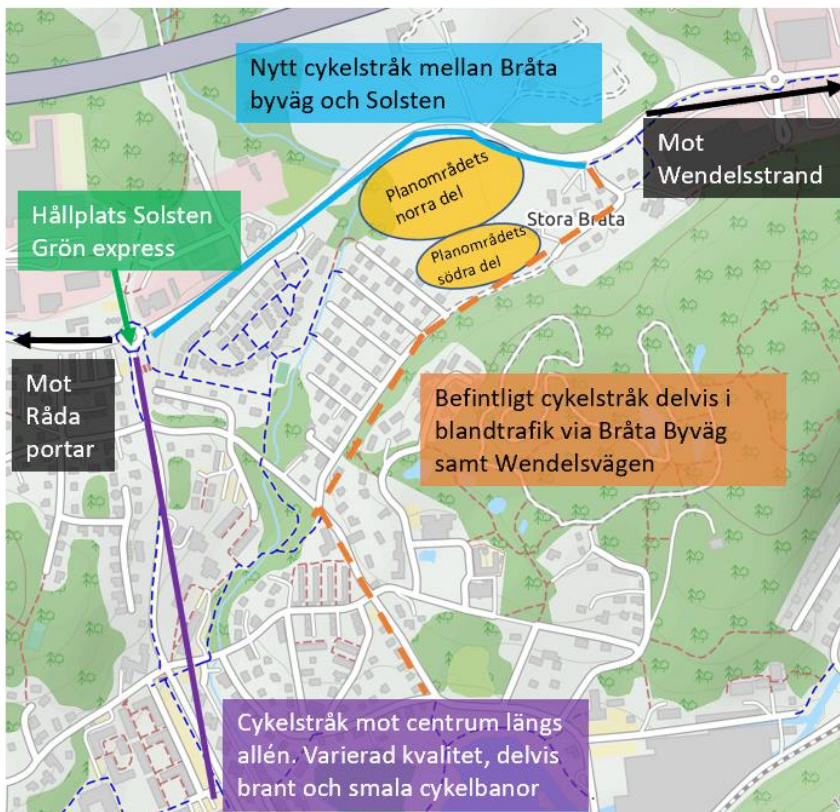 Nytt cykelstråk mellan Bråta
byväg och Solsten
Mot
Wendelsstrand
Planområdets
norra del
Hållplats Solsten
Grön express
Stora Bråta
Planområdets
södra del
Mot
Råda
portar
Befintligt cykelstråk delvis i
blandtrafik via Bråta Byväg
samt Wendelsvägen
Cykelstråk mot centrum längs
allén. Varierad kvalitet, delvis
brant och smala cykelbanor